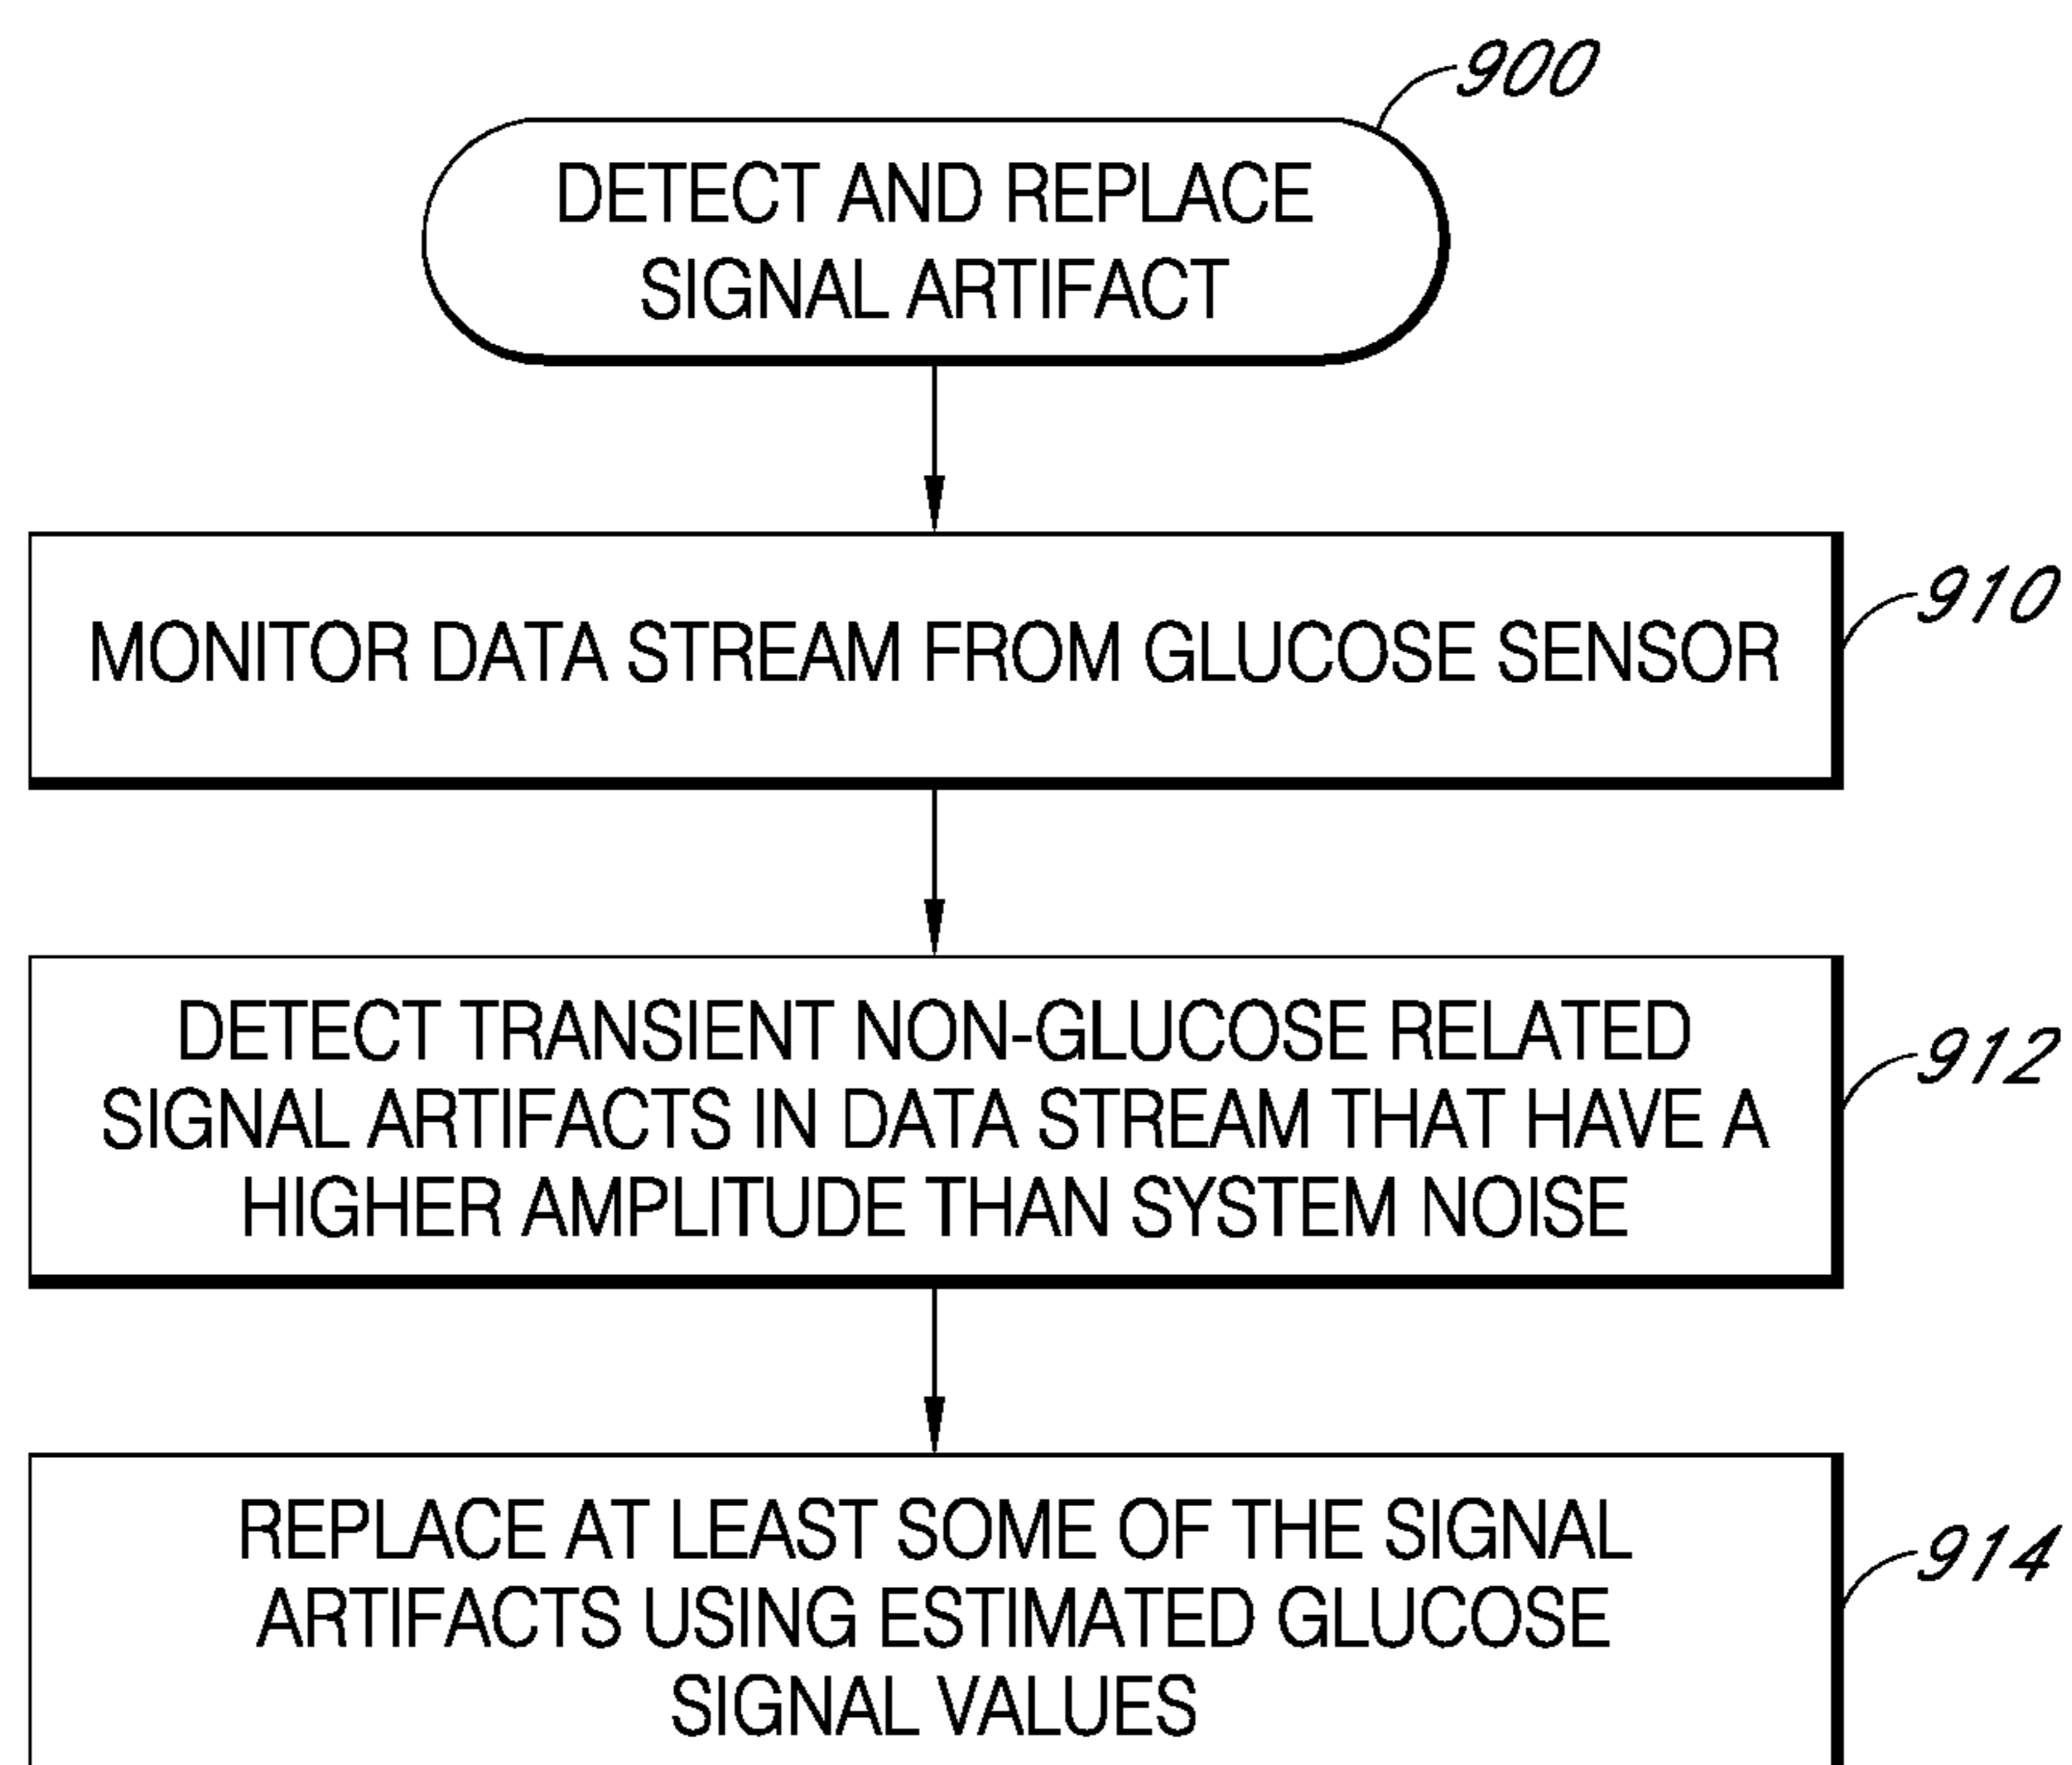 900
DETECT AND REPLACE
SIGNAL ARTIFACT
MONITOR DATA STREAM FROM GLUCOSE SENSOR
910
DETECT TRANSIENT NON-GLUCOSE RELATED
SIGNAL ARTIFACTS IN DATA STREAM THAT HAVE A
HIGHER AMPLITUDE THAN SYSTEM NOISE
912
REPLACE AT LEAST SOME OF THE SIGNAL
ARTIFACTS USING ESTIMATED GLUCOSE
SIGNAL VALUES
914